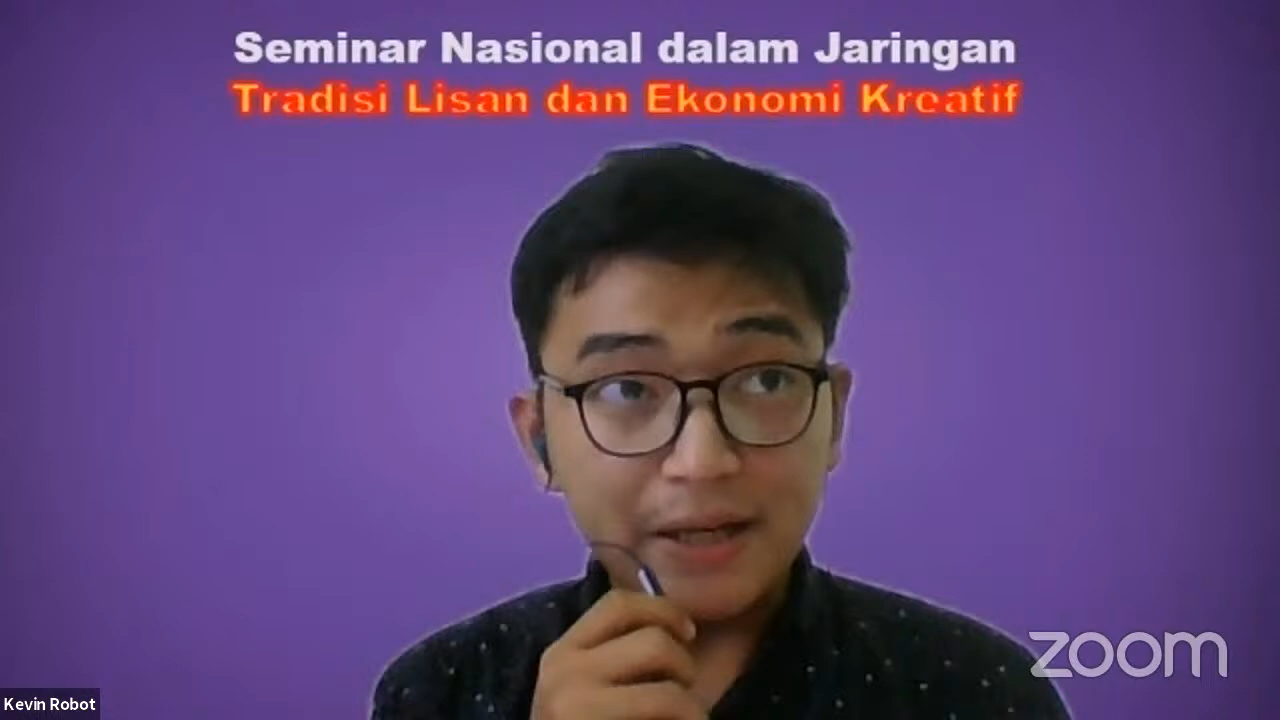 Seminar Nasional dalam Jaringan
Tradisi Lisan dan Ekonomi Kreatif
zoom
Kevin Robot